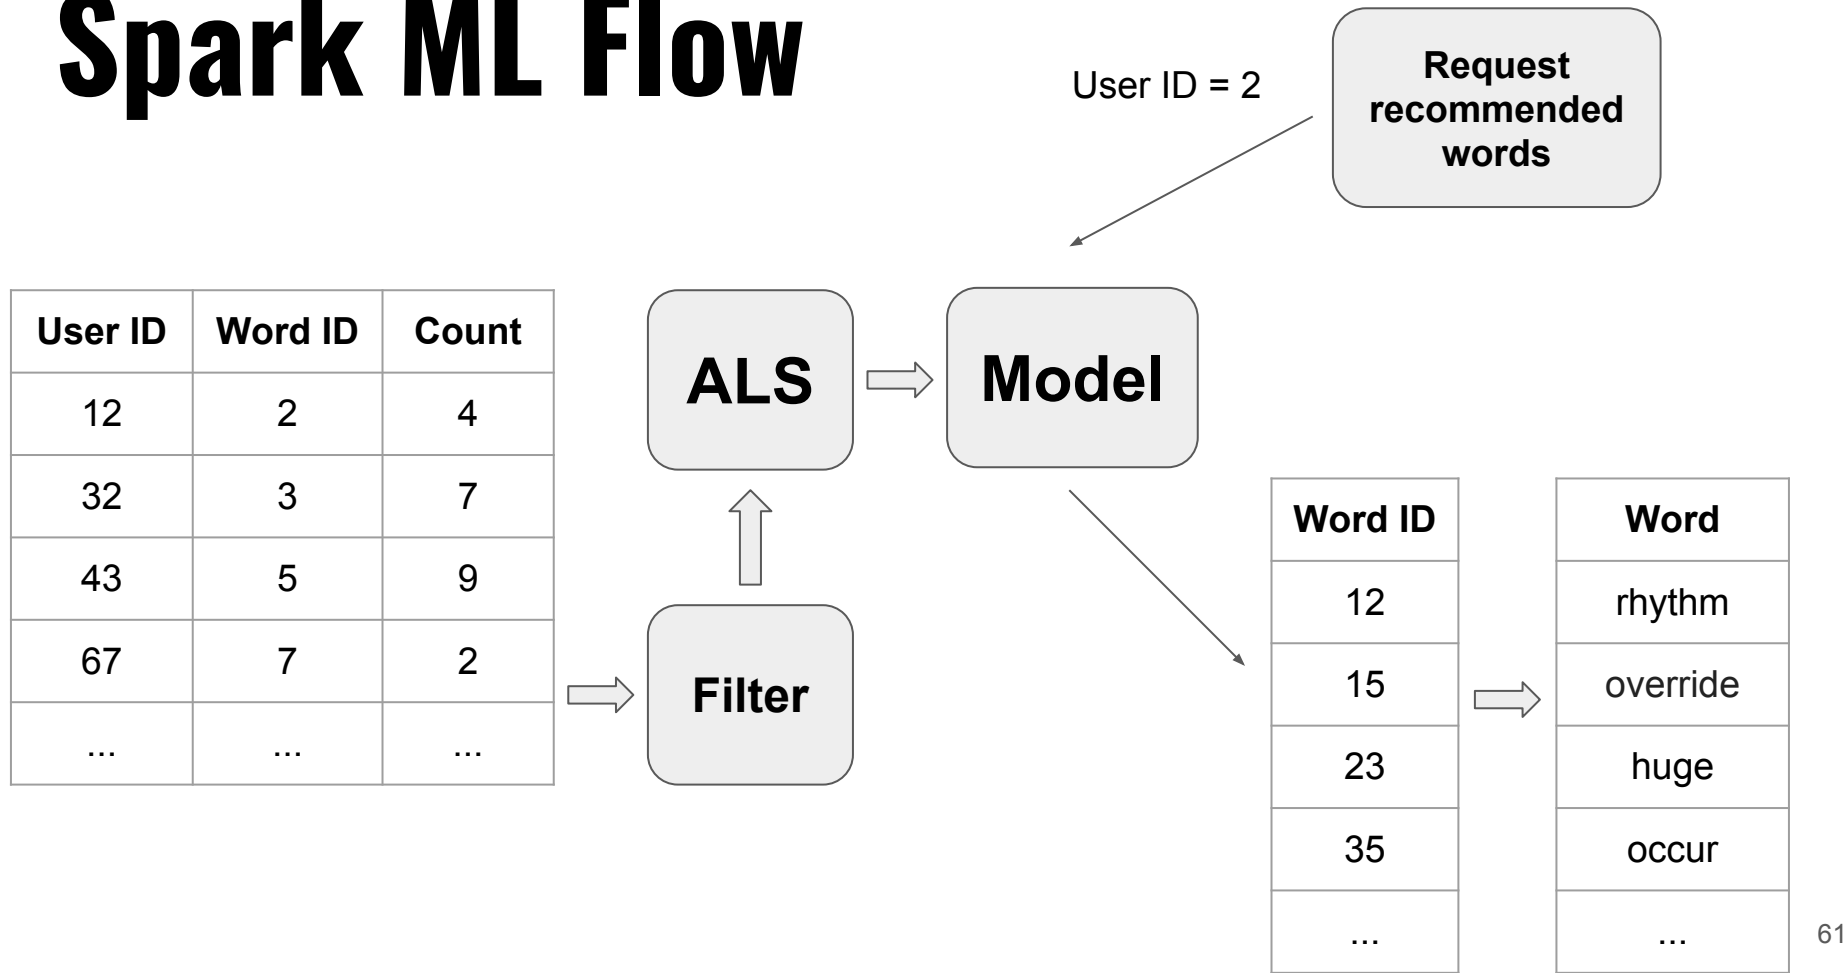 Spark ML Flow
User ID = 2
Request
recommended
words
User ID Word ID Count
12 2 4
32 3 7
43 5 9
67 7 2
... ... ...
ALS
Model
Filter
Word ID
12
15
23
35
...
Word
rhythm
override
huge
occur
...
61